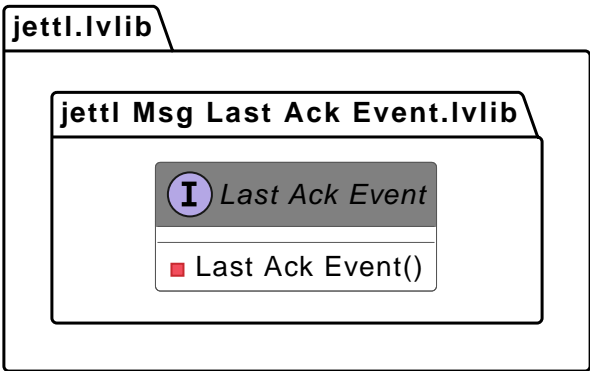 jettl.lvlib
jettl Msg Last Ack Event.lvlib
I Last Ack Event
Last Ack Event()